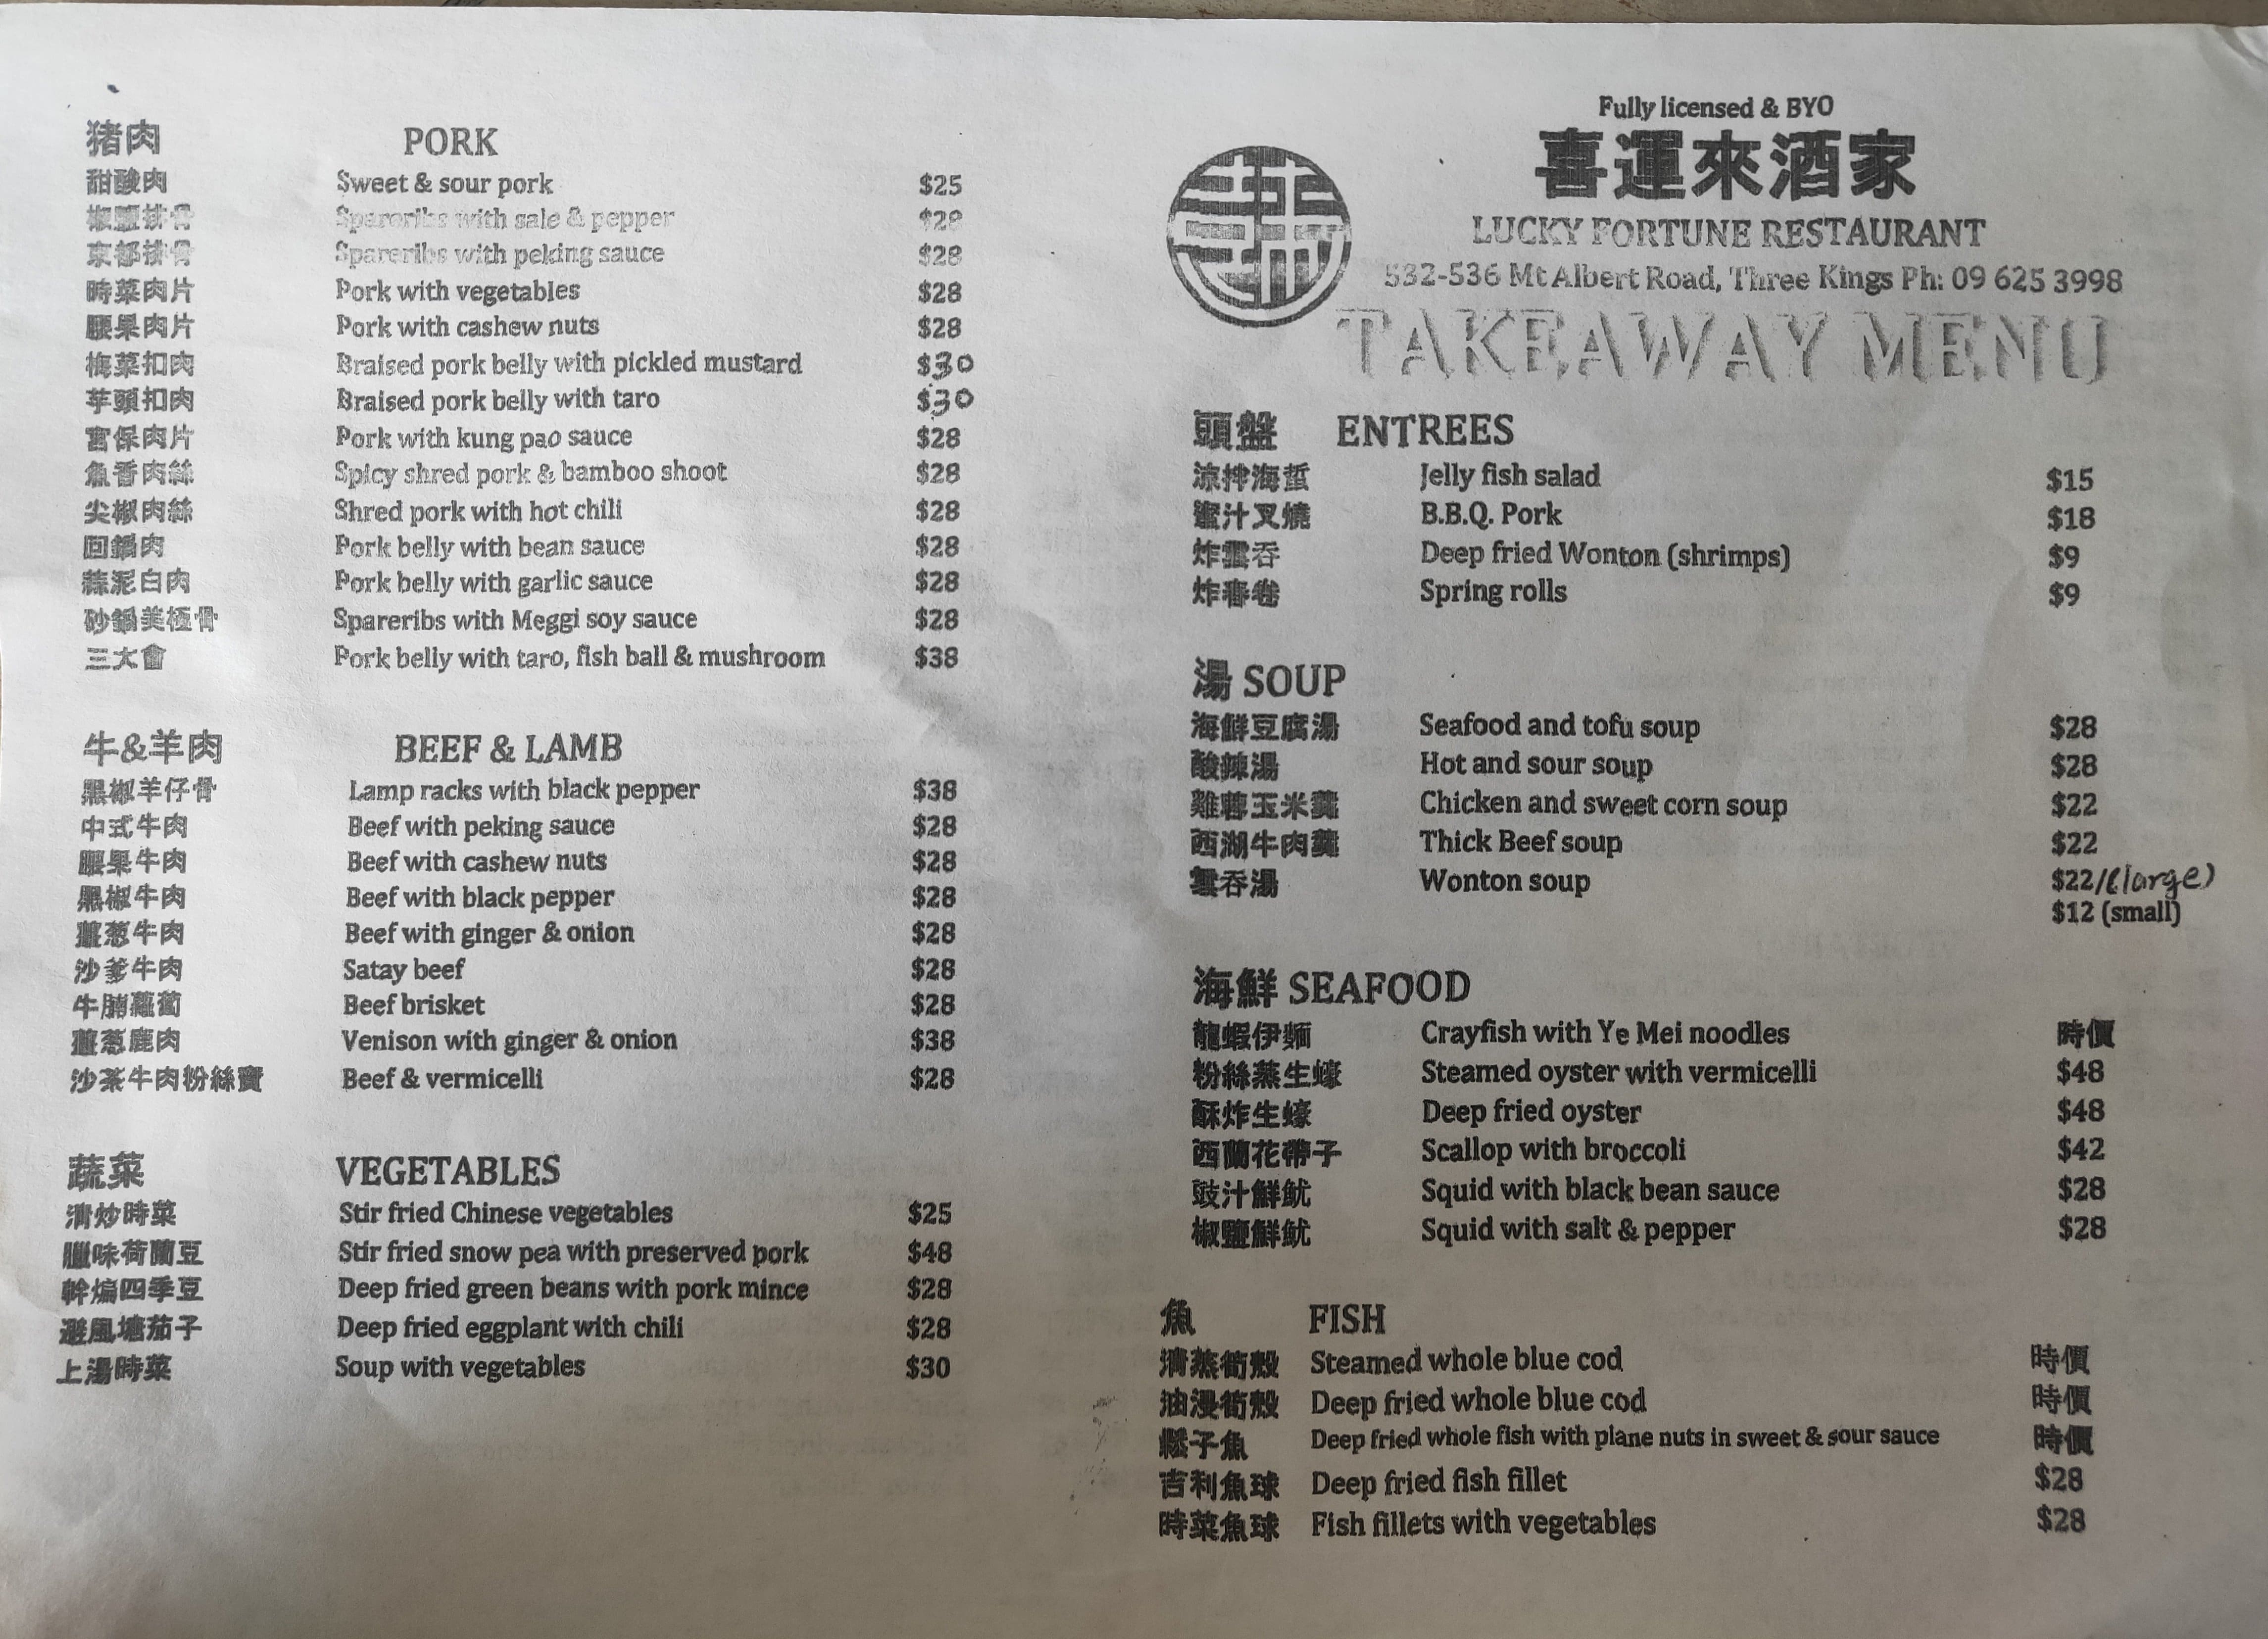 猪肉 PORK
甜酸肉 Sweet & sour pork $25
椒鹽排骨 Spareribs with sale & pepper $28
京都排骨 Spareribs with peking sauce $28
時菜肉片 Pork with vegetables $28
腰果肉片 Pork with cashew nuts $28
梅菜扣肉 Braised pork belly with pickled mustard $30
芋頭扣肉 Braised pork belly with taro $30
宮保肉片 Pork with kung pao sauce $28
魚香肉絲 Spicy shred pork & bamboo shoot $28
尖椒肉絲 Shred pork with hot chili $28
回鍋肉 Pork belly with bean sauce $28
蒜泥白肉 Pork belly with garlic sauce $28
砂鍋美極骨 Spareribs with Meggi soy sauce $28
三大會 Pork belly with taro, fish ball & mushroom $38
牛&羊肉 BEEF & LAMB
黑椒羊仔骨 Lamp racks with black pepper $38
中式牛肉 Beef with peking sauce $28
腰果牛肉 Beef with cashew nuts $28
黑椒牛肉 Beef with black pepper $28
薑葱牛肉 Beef with ginger & onion $28
沙爹牛肉 Satay beef $28
牛腩蘿蔔 Beef brisket $28
薑葱鹿肉 Venison with ginger & onion $38
沙茶牛肉粉絲寶 Beef & vermicelli $28
蔬菜 VEGETABLES
清炒時菜 Stir fried Chinese vegetables $25
臘味荷蘭豆 Stir fried snow pea with preserved pork $48
幹煸四季豆 Deep fried green beans with pork mince $28
避風塘茄子 Deep fried eggplant with chili $28
上湯時菜 Soup with vegetables $30
Fully licensed & BYO
喜運來酒家
LUCKY FORTUNE RESTAURANT
532-536 Mt Albert Road, Three Kings Ph: 09 625 3998
TAKEAWAY MENU
頭盤 ENTREES
涼拌海蜇 Jelly fish salad $15
蜜汁叉燒 B.B.Q. Pork $18
炸雲吞 Deep fried Wonton (shrimps) $9
炸春卷 Spring rolls $9
湯 SOUP
海鮮豆腐湯 Seafood and tofu soup $28
酸辣湯 Hot and sour soup $28
雞蓉玉米羹 Chicken and sweet corn soup $22
西湖牛肉羹 Thick Beef soup $22
雲吞湯 Wonton soup $22/(large)
$12 (small)
海鮮 SEAFOOD
龍蝦伊麵 Crayfish with Ye Mei noodles 時價
粉絲蒸生蠔 Steamed oyster with vermicelli $48
酥炸生蠔 Deep fried oyster $48
西蘭花帶子 Scallop with broccoli $42
豉汁鮮魷 Squid with black bean sauce $28
椒鹽鮮魷 Squid with salt & pepper $28
魚 FISH
清蒸筍殼 Steamed whole blue cod 時價
油浸筍殼 Deep fried whole blue cod 時價
子魚 Deep fried whole fish with plane nuts in sweet & sour sauce 時價
吉利魚球 Deep fried fish fillet $28
時菜魚球 Fish fillets with vegetables $28